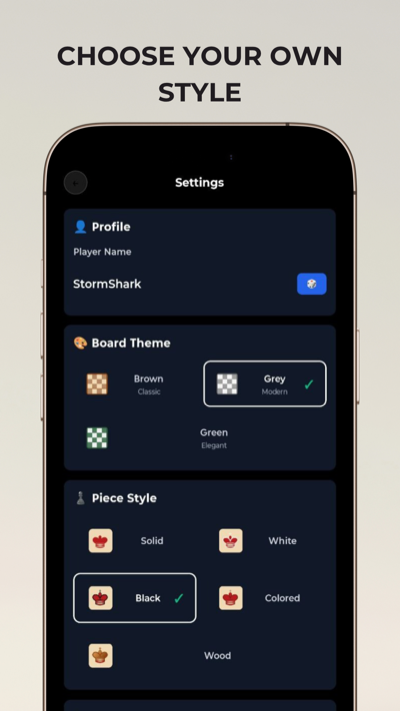 CHOOSE YOUR OWN
STYLE
Settings
Profile
Player Name
StormShark
Board Theme
Brown
Classic
Grey
Modern
Green
Elegant
Piece Style
Solid
White
Black
Colored
Wood